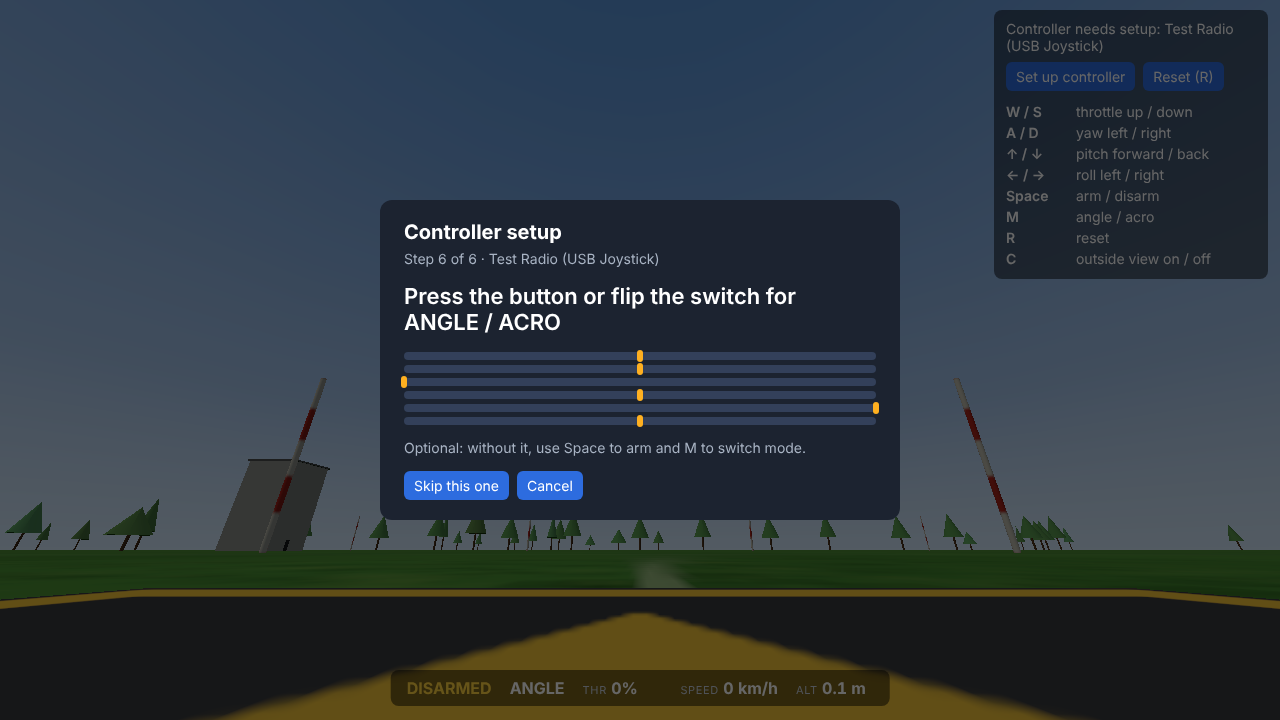 Controller needs setup: Test Radio
(USB Joystick)
Set up controller
Reset (R)
W / S throttle up / down
A / D yaw left / right
↑ / ↓ pitch forward / back
← / → roll left / right
Space arm / disarm
M angle / acro
R reset
C outside view on / off
Controller setup
Step 6 of 6 · Test Radio (USB Joystick)
Press the button or flip the switch for
ANGLE / ACRO
Optional: without it, use Space to arm and M to switch mode.
Skip this one
Cancel
DISARMED ANGLE THR 0% SPEED 0 km/h ALT 0.1 m